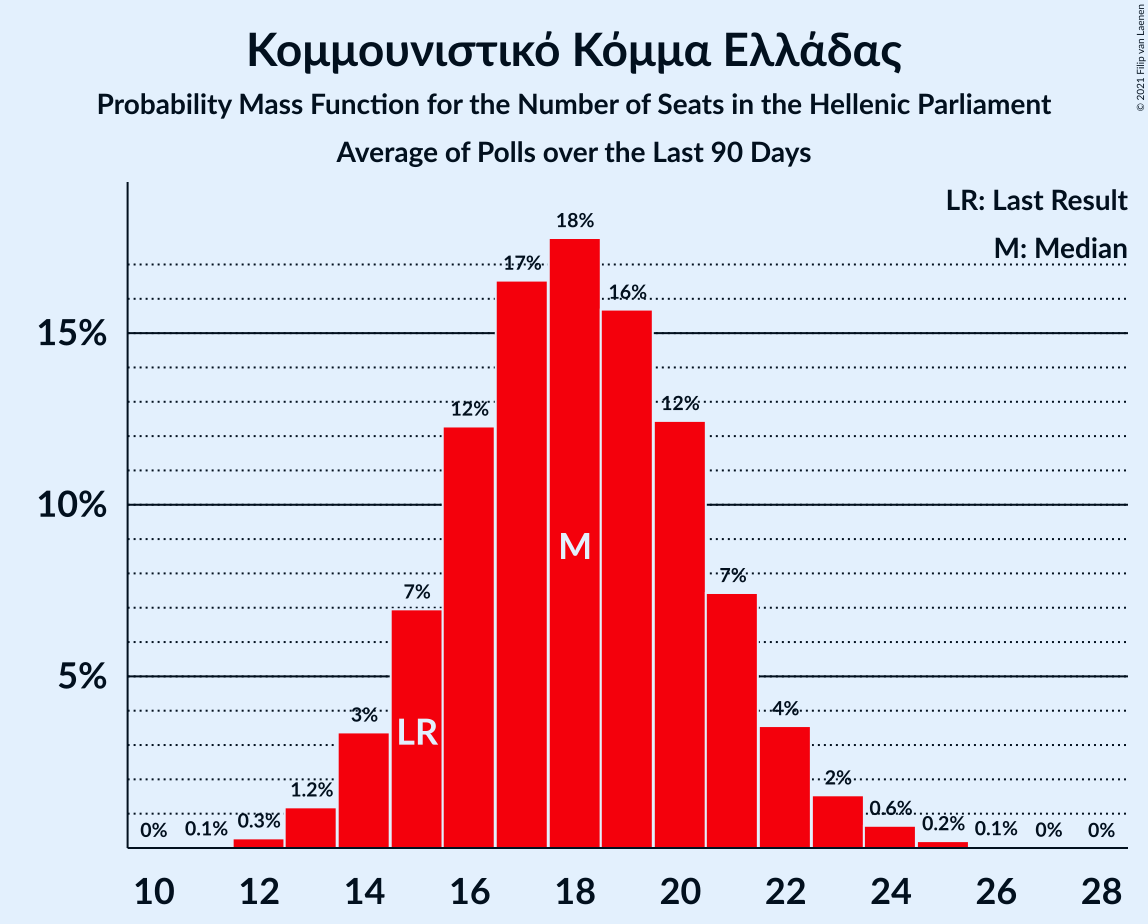 Κομμουνιστικό Κόμμα Ελλάδας
Probability Mass Function for the Number of Seats in the Hellenic Parliament
Average of Polls over the Last 90 Days
© 2021 Filip van Laenen
LR: Last Result
M: Median
15%
10%
5%
0%
0.1%
0.3%
1.2%
3%
7%
12%
17%
18%
16%
12%
7%
4%
2%
0.6%
0.2%
0.1%
0%
0%
LR
M
10 12 14 16 18 20 22 24 26 28